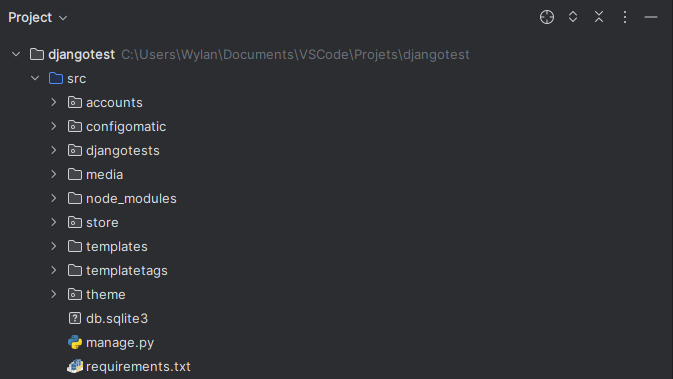 Project
djangotest C:\Users\Wylan\Documents\VSCode\Projets\djangotest
src
accounts
configomatic
djangotests
media
node_modules
store
templates
templatetags
theme
db.sqlite3
manage.py
requirements.txt